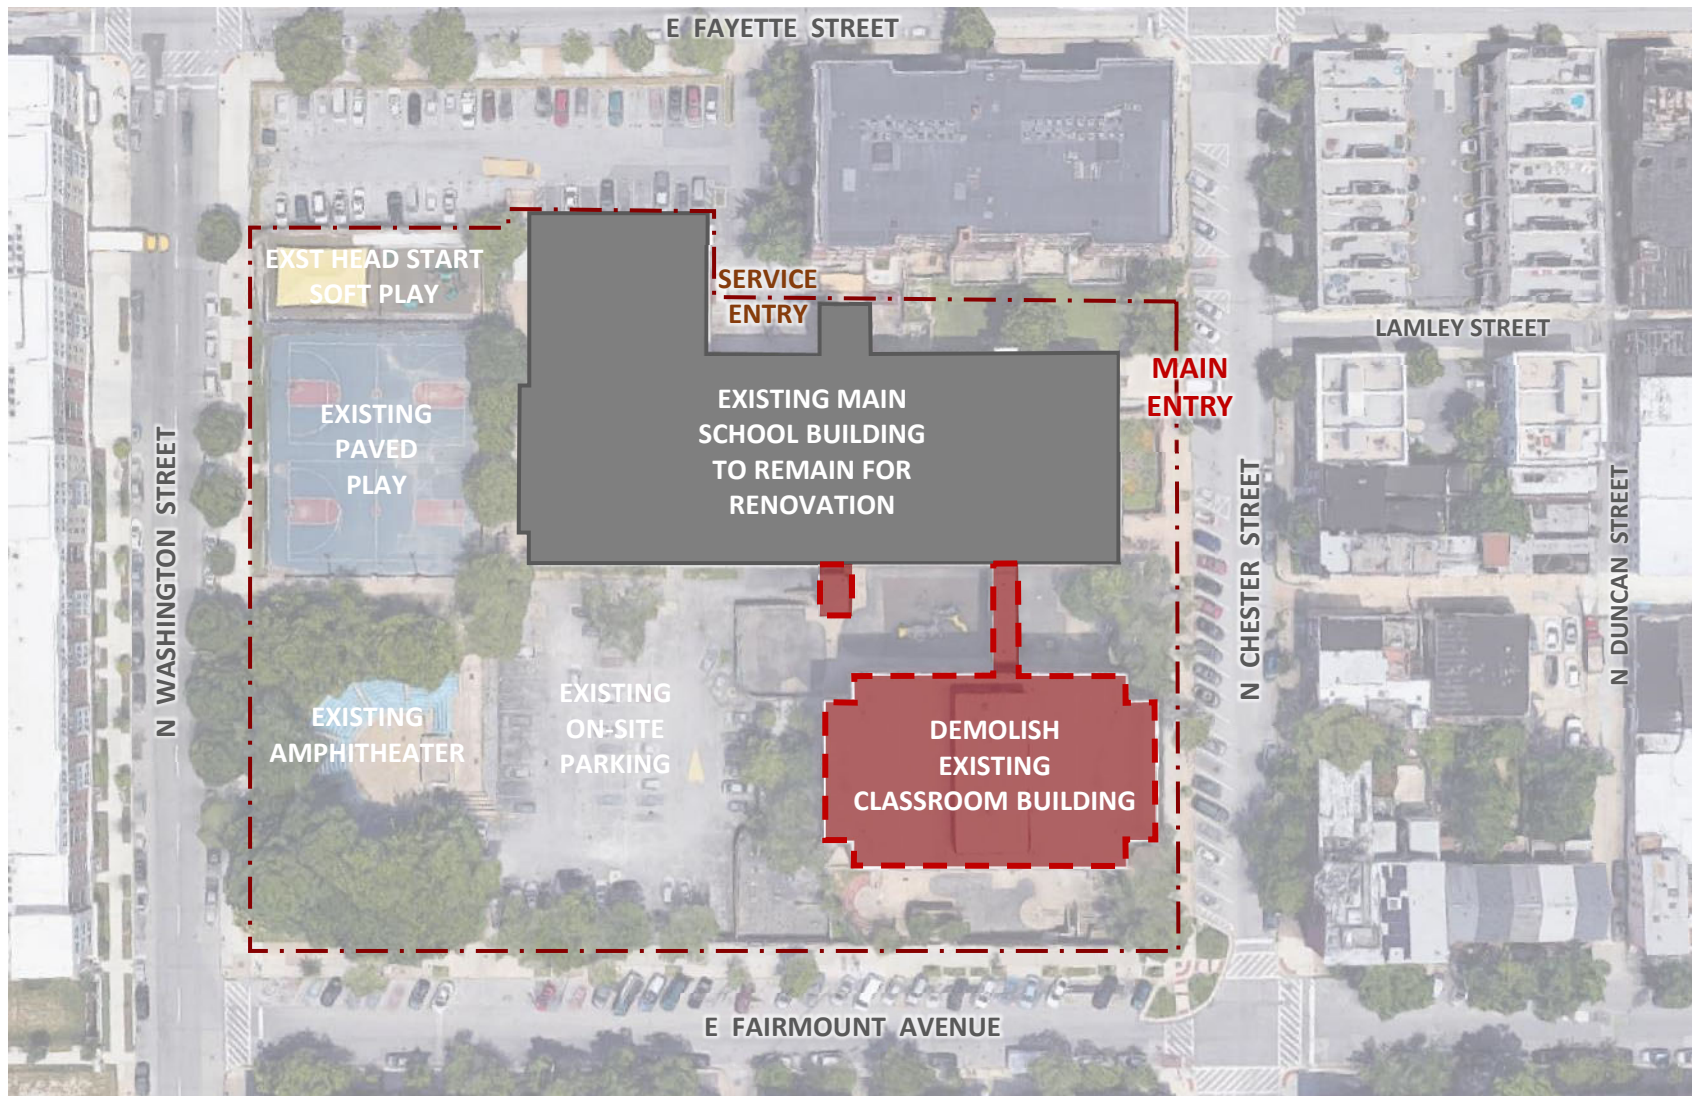 E FAYETTE STREET
EXST HEAD START
SOFT PLAY
SERVICE
ENTRY
LAMLEY STREET
MAIN
ENTRY
EXISTING
PAVED
PLAY
EXISTING MAIN
SCHOOL BUILDING
TO REMAIN FOR
RENOVATION
N WASHINGTON STREET
N CHESTER STREET
N DUNCAN STREET
EXISTING
AMPHITHEATER
EXISTING
ON-SITE
PARKING
DEMOLISH
EXISTING
CLASSROOM BUILDING
E FAIRMOUNT AVENUE